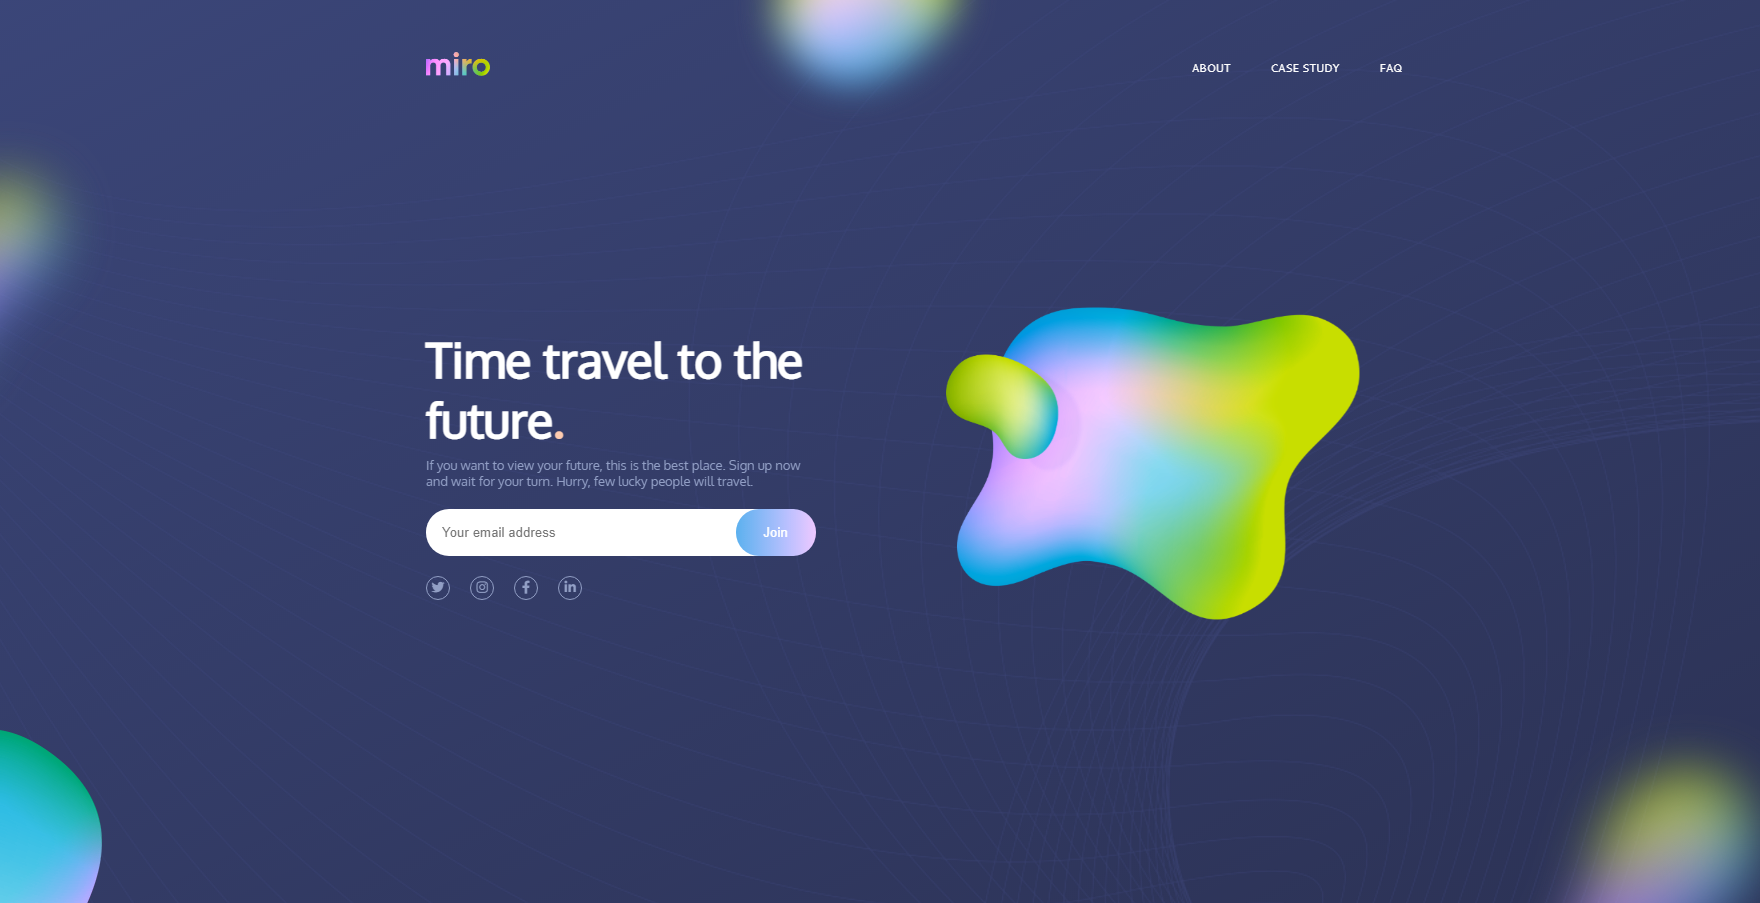 miro
ABOUT CASE STUDY FAQ
Time travel to the
future.
If you want to view your future, this is the best place. Sign up now
and wait for your turn. Hurry, few lucky people will travel.
Your email address Join